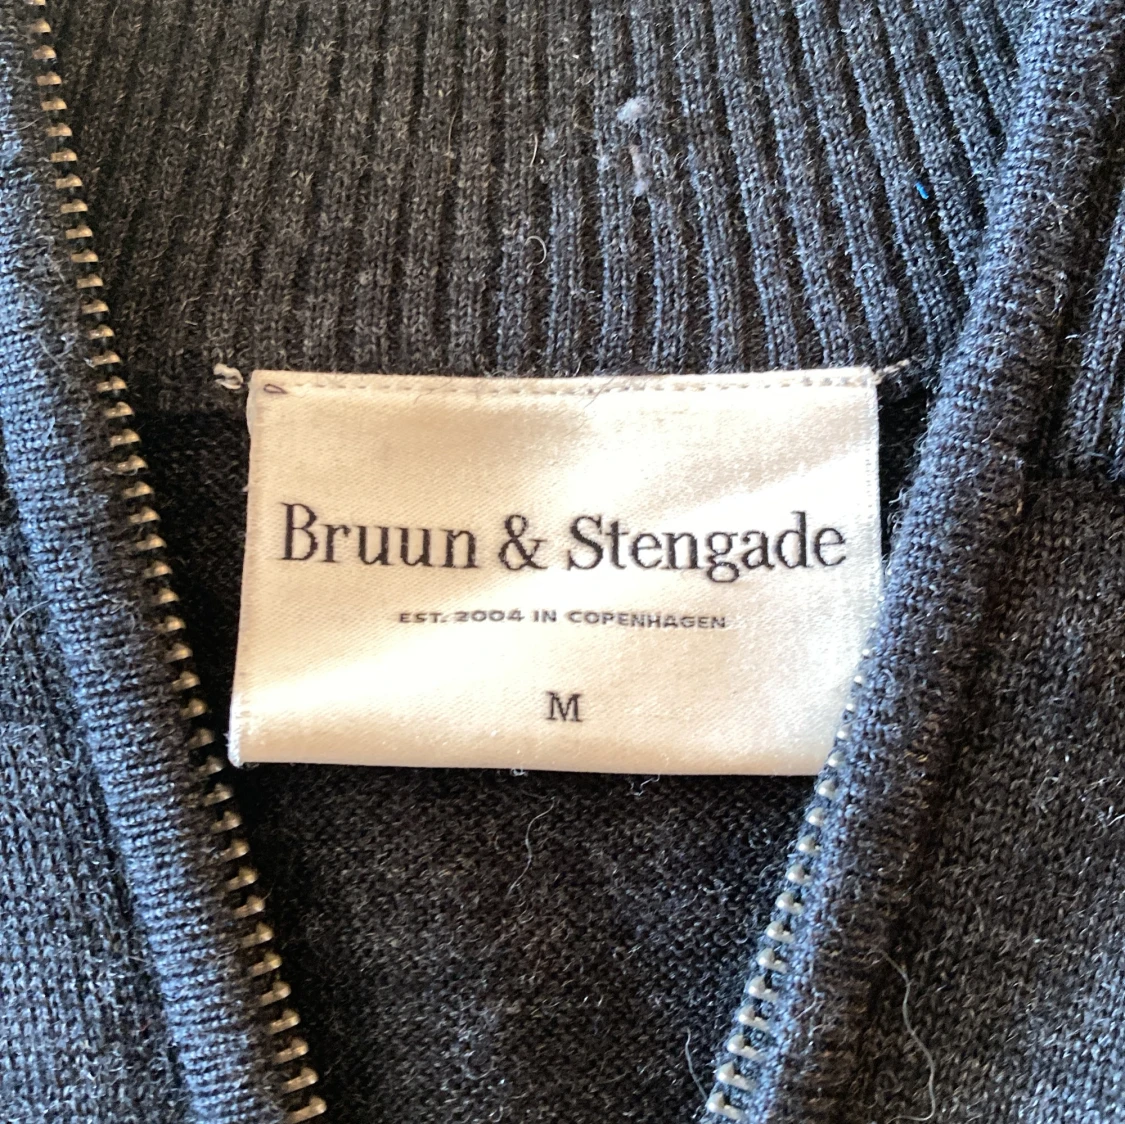 Bruun & Stengade
EST. 2004 IN COPENHAGEN
M